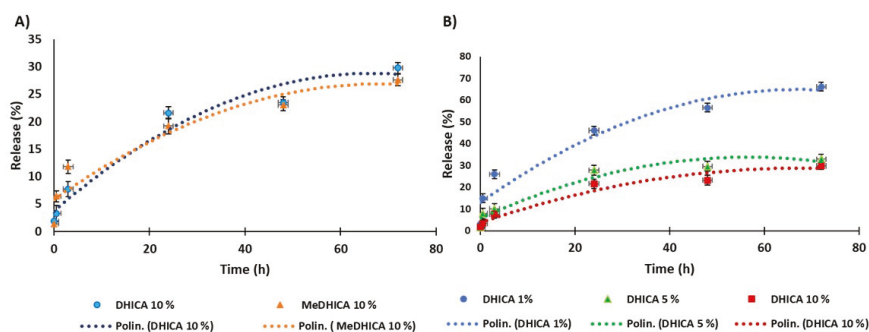 A)
35
30
25
20
15
10
5
0
Release (%)
0 20 40 60 80
Time (h)
DHICA 10 % MeDHICA 10 %
Polin. (DHICA 10 %) Polin. ( MeDHICA 10 %)
B)
80
70
60
50
40
30
20
10
0
Release (%)
0 20 40 60 80
Time (h)
DHICA 1% DHICA 5 % DHICA 10 %
Polin. (DHICA 1%) Polin. (DHICA 5 %) Polin. (DHICA 10 %)